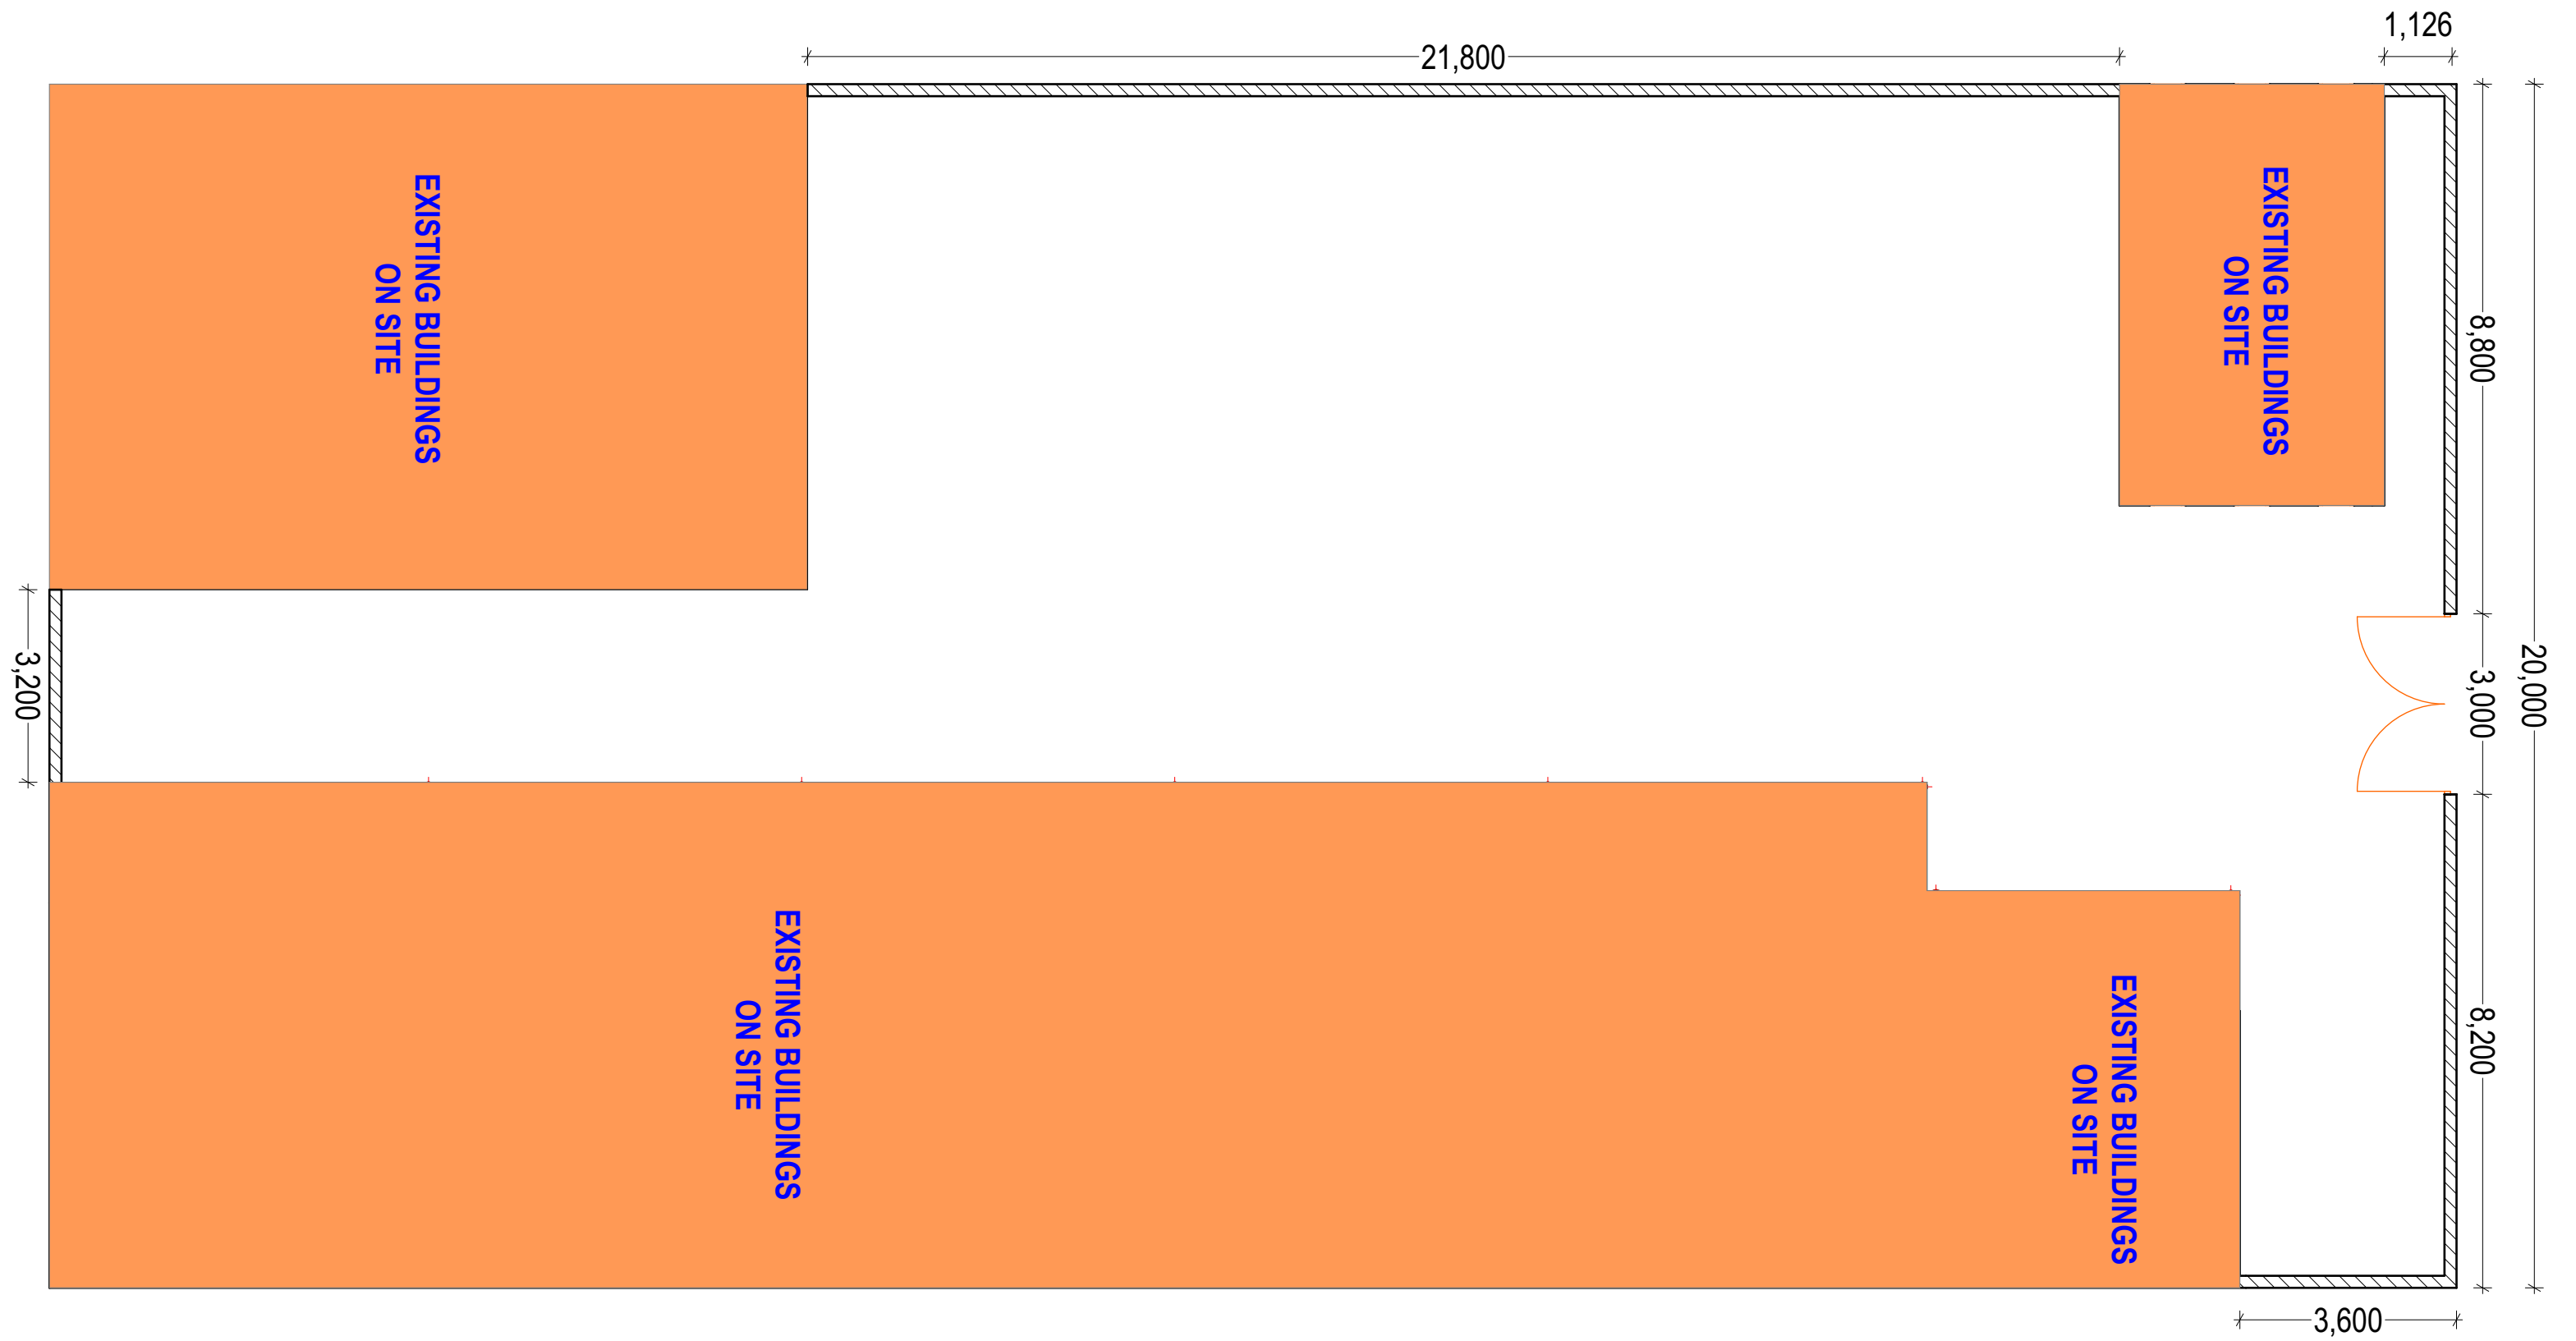 1,126
21,800
EXISTING BUILDINGS
ON SITE
EXISTING BUILDINGS
ON SITE
8,800
3,200
3,000
20,000
EXISTING BUILDINGS
ON SITE
EXISTING BUILDINGS
ON SITE
8,200
3,600